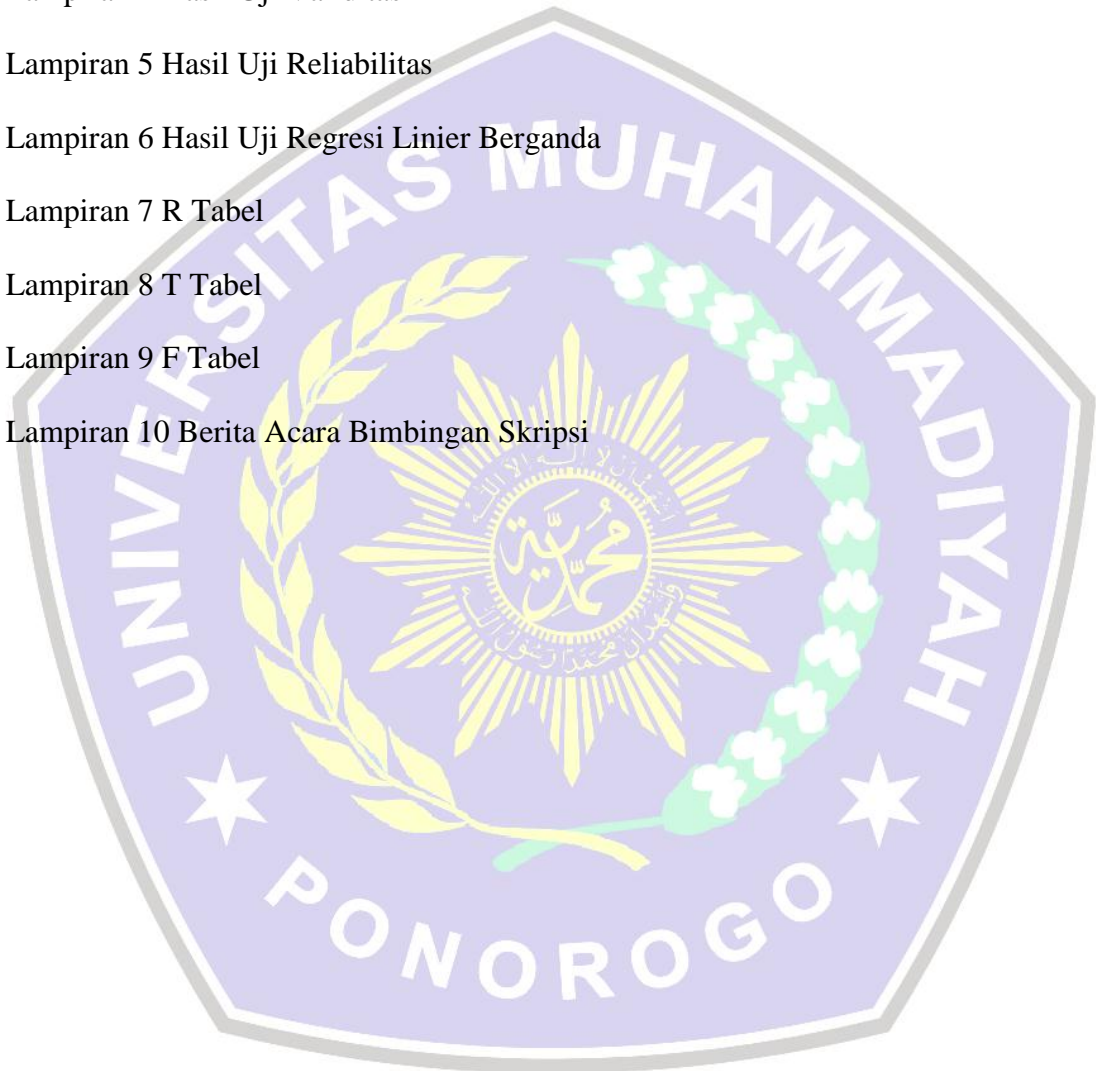 Lampiran 5 Hasil Uji Reliabilitas
Lampiran 6 Hasil Uji Regresi Linier Berganda
Lampiran 7 R Tabel
Lampiran 8 T Tabel
Lampiran 9 F Tabel
Lampiran 10 Berita Acara Bimbingan Skripsi
UNIVERSITAS MUHAMMADIYAH
PONOROGO